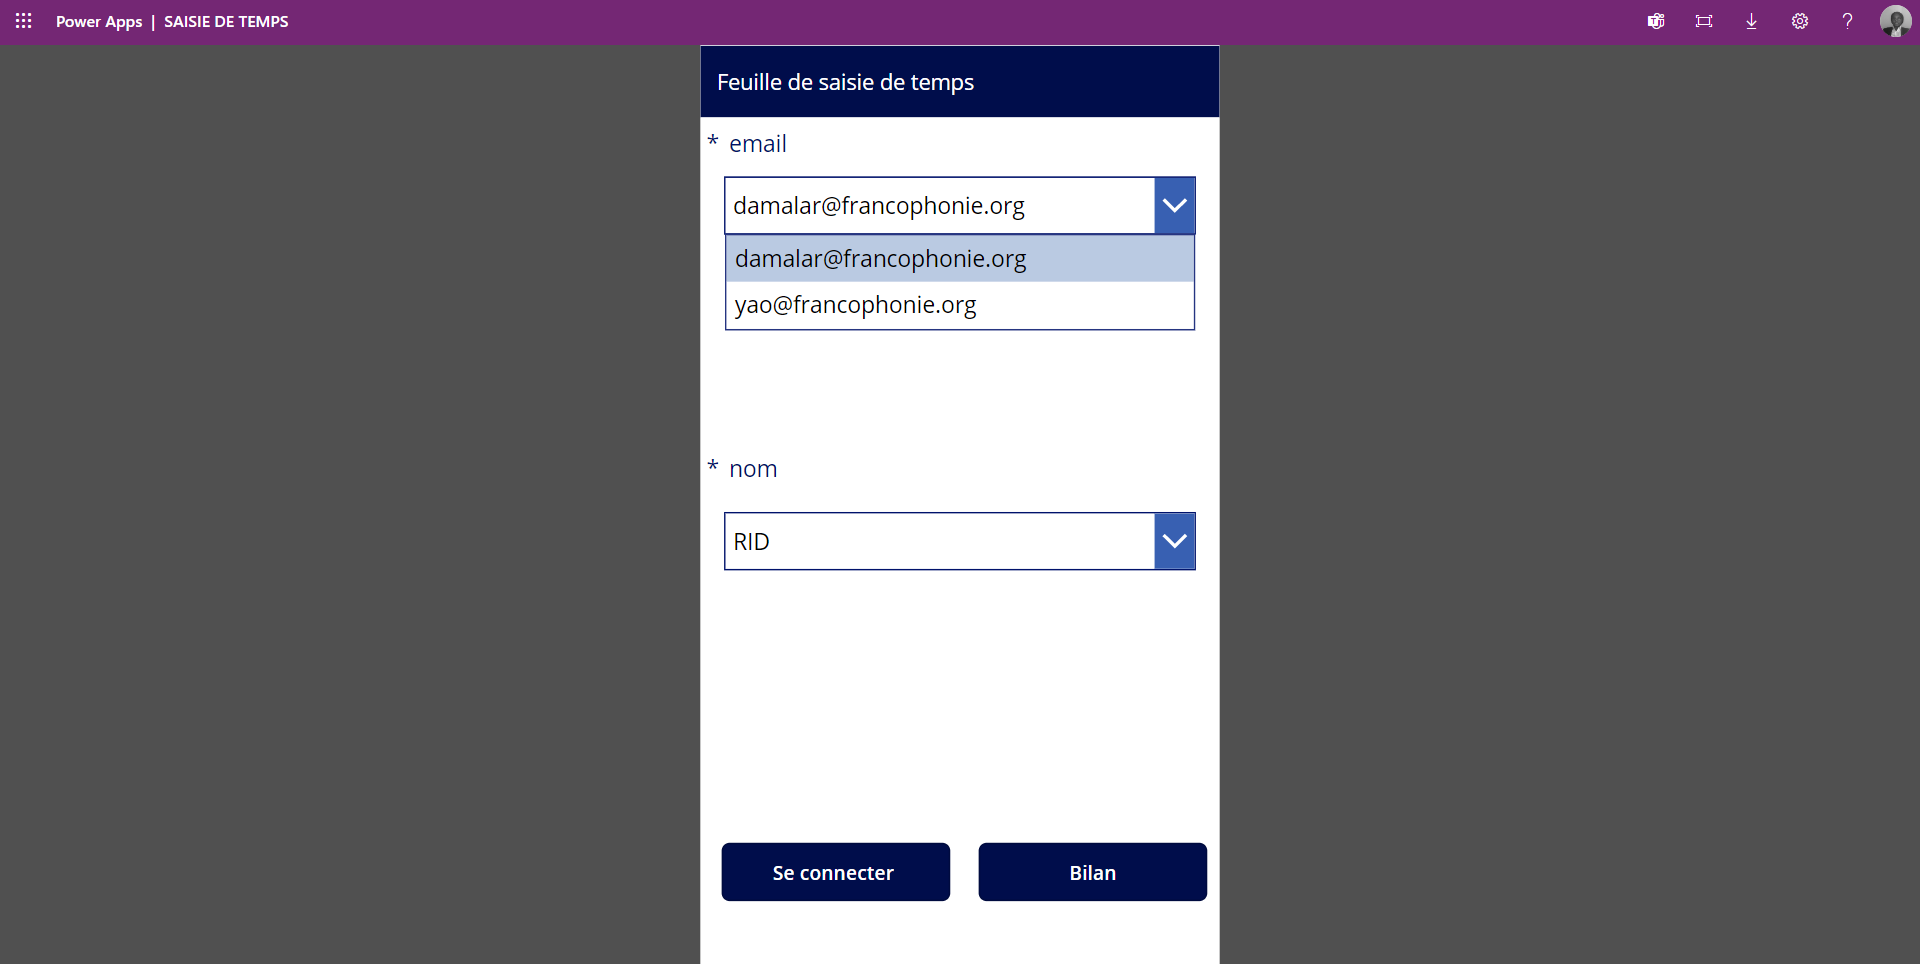 Power Apps | SAISIE DE TEMPS
Feuille de saisie de temps
* email
damalar@francophonie.org
damalar@francophonie.org
yao@francophonie.org
* nom
RID
Se connecter
Bilan